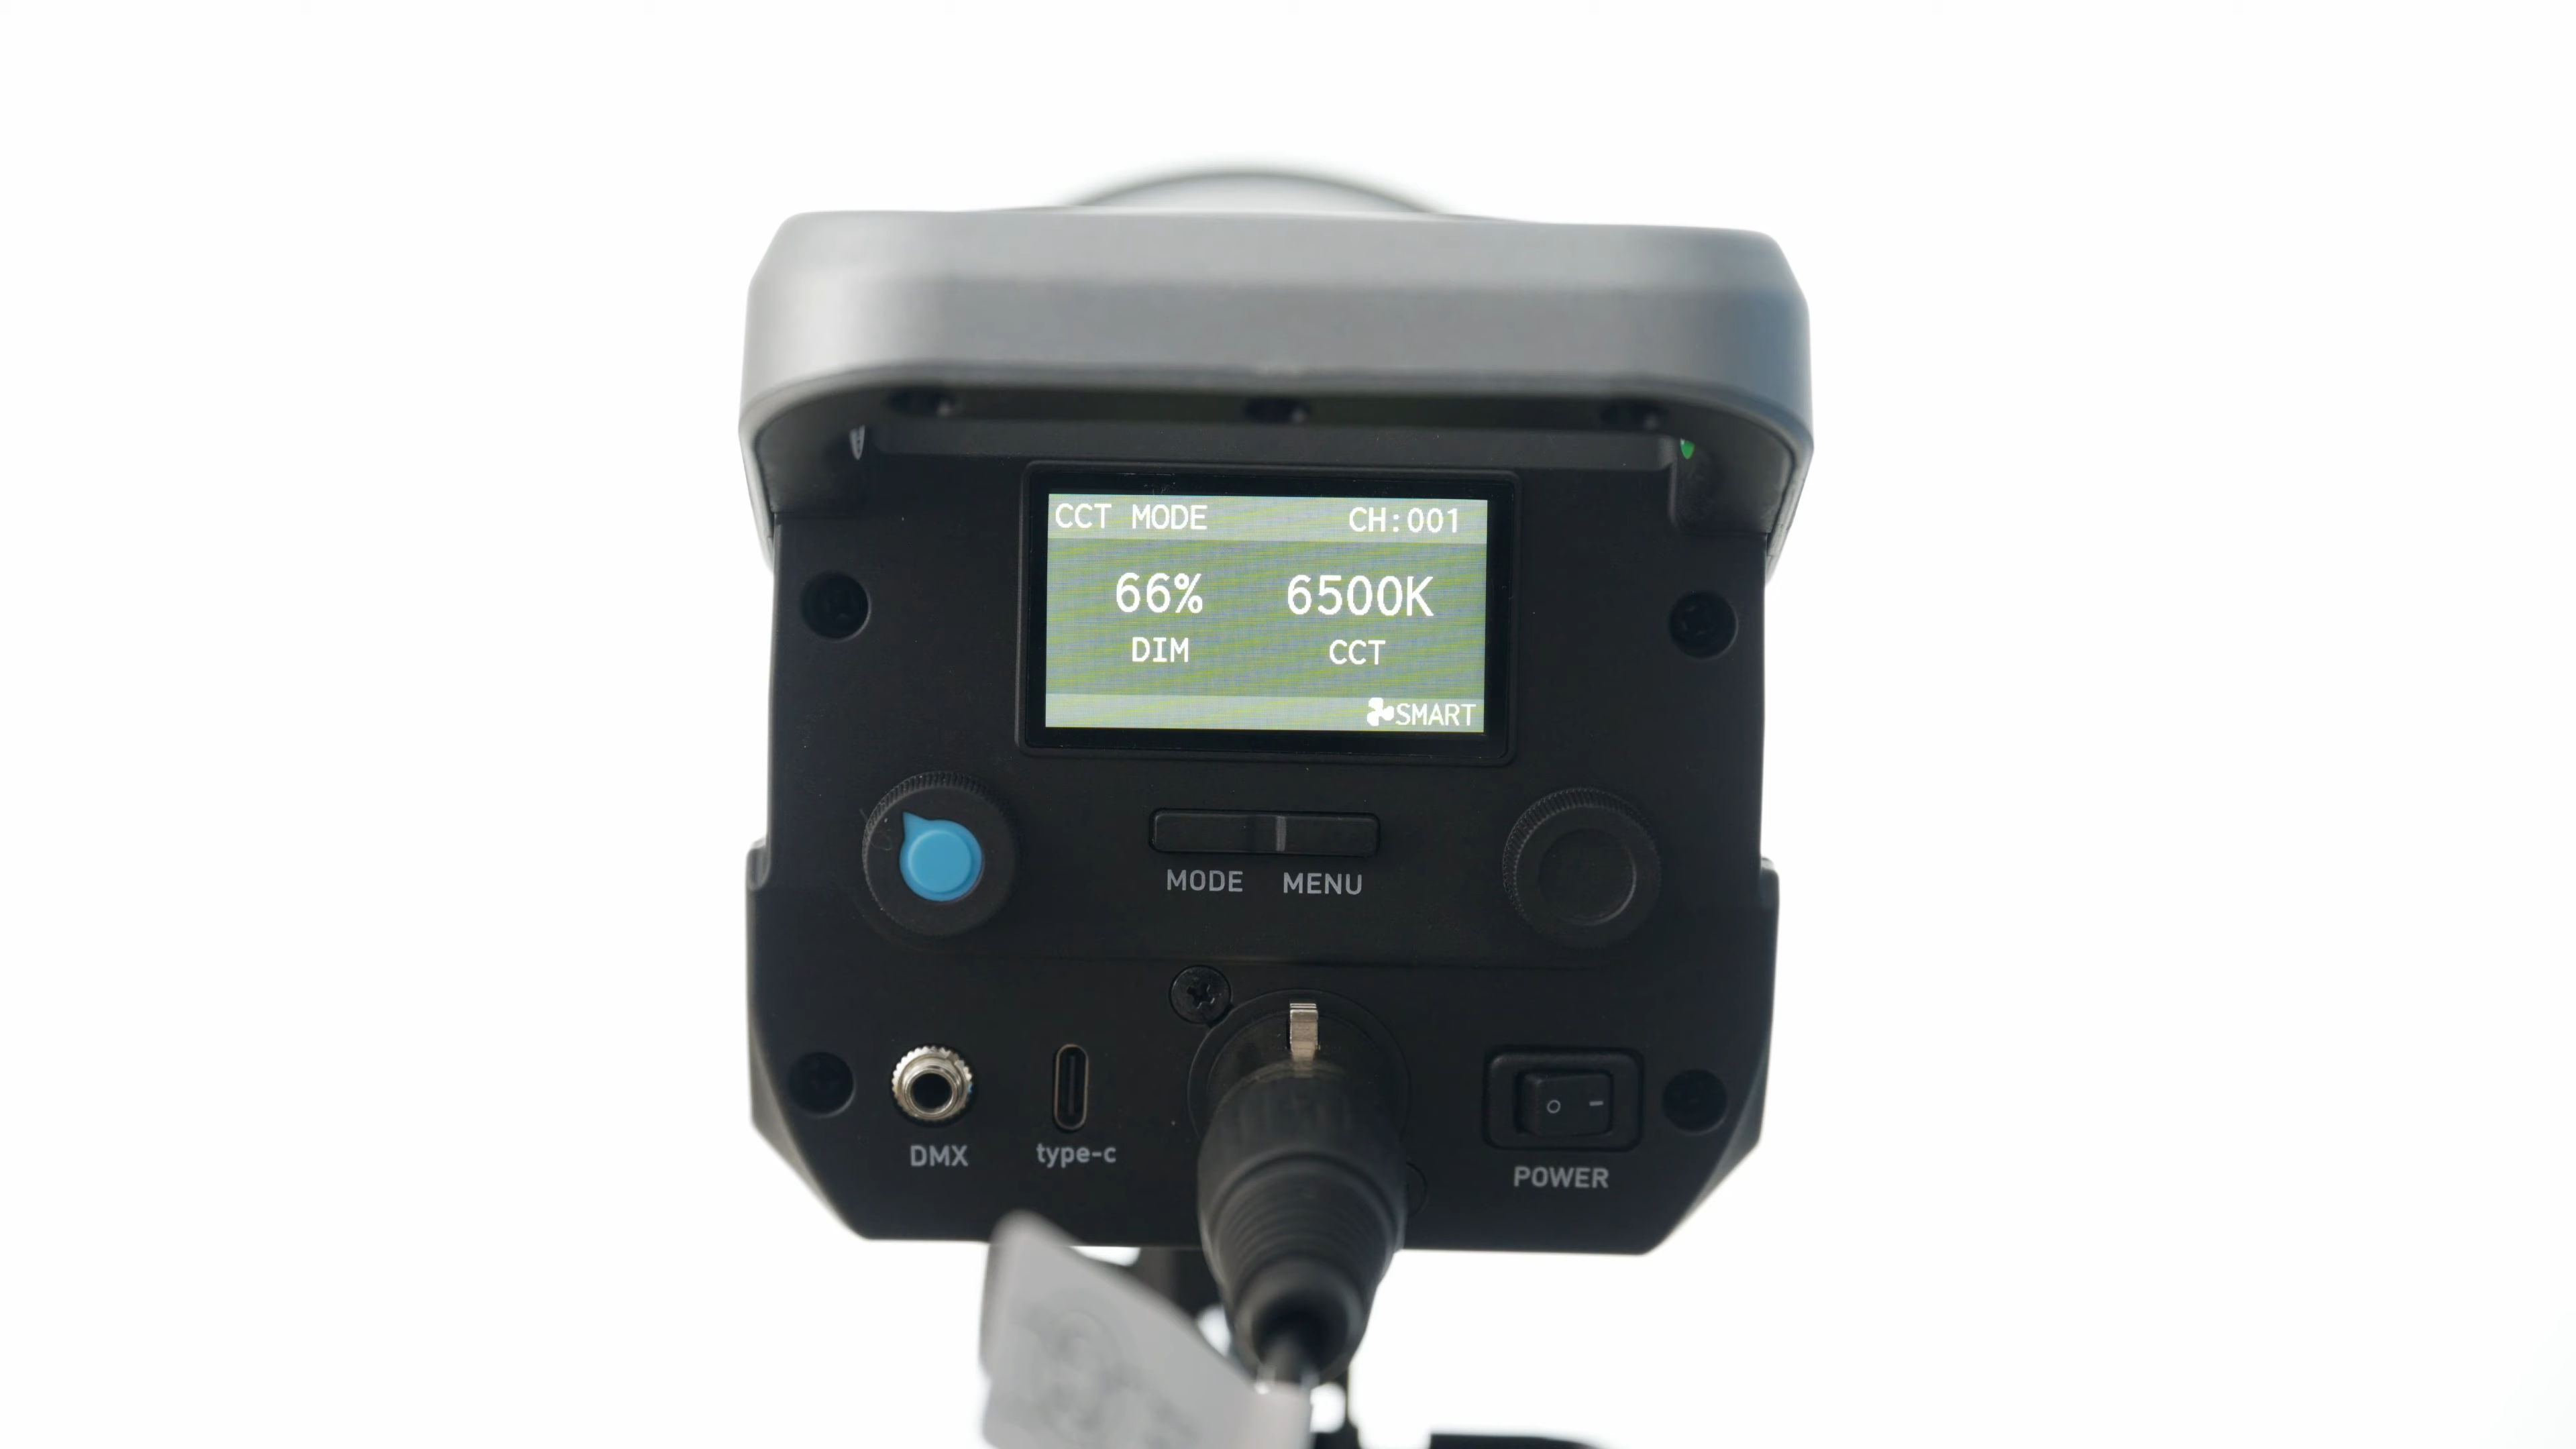 CCT MODE CH:001
66% 6500K
DIM CCT
SMART
MODE MENU
DMX type-c POWER